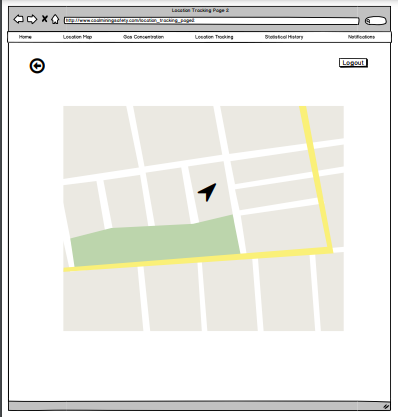 Location Tracking Page 2
http://www.coalminingsafety.com/location_tracking_page2
Home Location Map Gas Concentration Location Tracking Statistical History Notifications
Logout